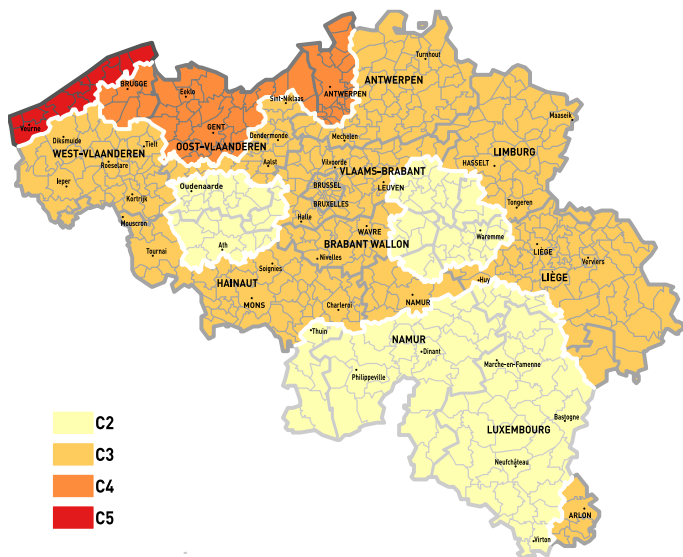 Turnhout
ANTWERPEN
BRUGGE
Eeklo
ANTWERPEN
Sint-Niklaas
Maaseik
Veurne
GENT
Diksmuide
Tielt
OOST-VLAANDEREN
Dendermonde
Mechelen
WEST-VLAANDEREN
Roeselare
Aalst
Vilvoorde
VLAAMS-BRABANT
HASSELT
LIMBURG
Ieper
Oudenaarde
BRUSSEL
LEUVEN
Kortrijk
BRUXELLES
Tongeren
Mouscron
Halle
WAVRE
Waremme
Ath
BRABANT WALLON
LIÈGE
Tournai
Nivelles
Verviers
Soignies
HAINAUT
Huy
LIÈGE
MONS
Charleroi
NAMUR
Thuin
NAMUR
Dinant
Marche-en-Famenne
Philippeville
Bastogne
C2
LUXEMBOURG
C3
Neufchâteau
C4
C5
ARLON
Virton